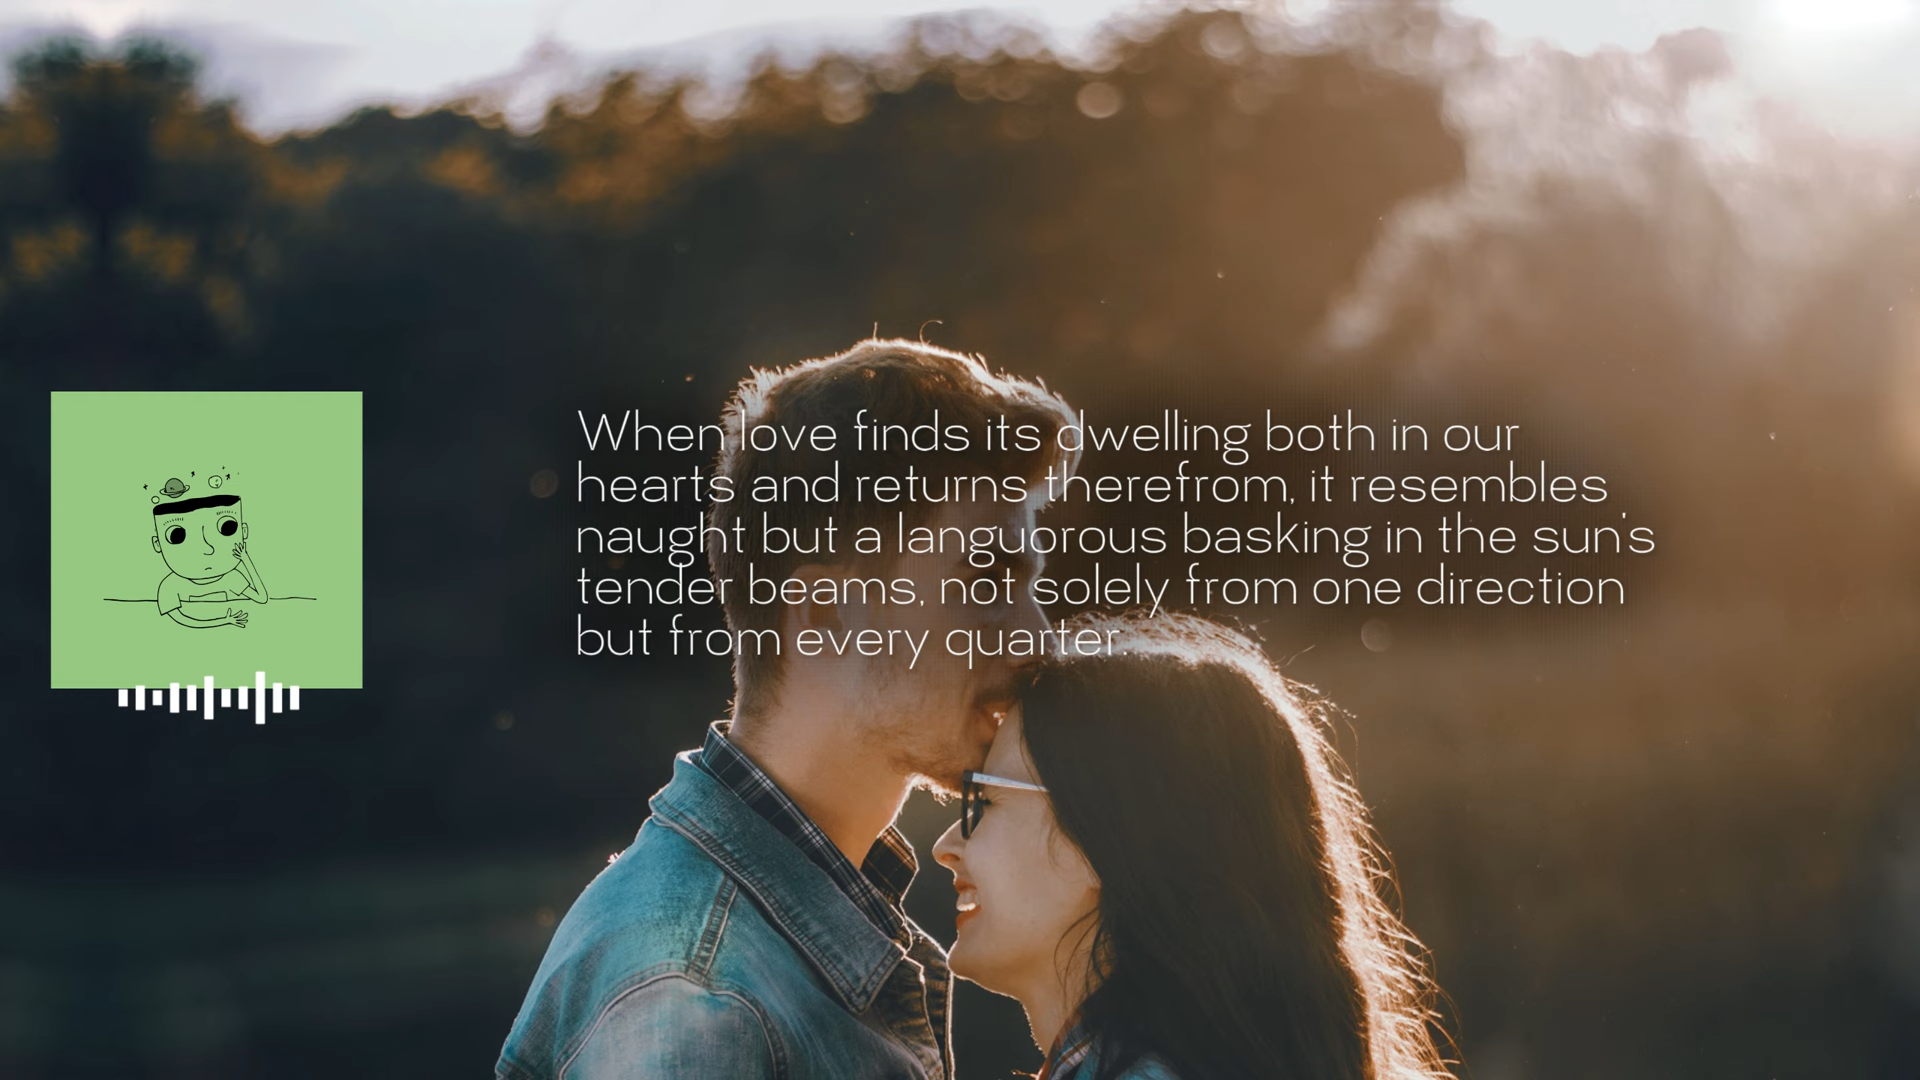 When love finds its dwelling both in our
hearts and returns therefrom, it resembles
naught but a languorous basking in the sun's
tender beams, not solely from one direction
but from every quarter.